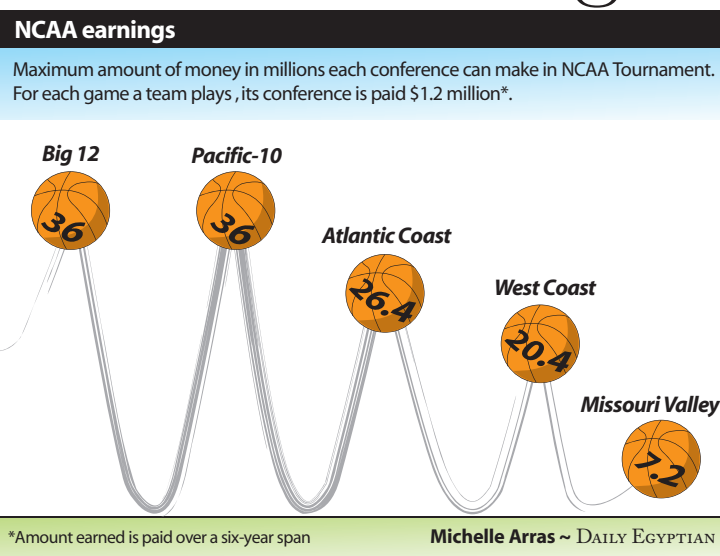 NCAA earnings
Maximum amount of money in millions each conference can make in NCAA Tournament.
For each game a team plays , its conference is paid $1.2 million*.
Big 12
36
Pacific-10
36
Atlantic Coast
26.4
West Coast
20.4
Missouri Valley
7.2
*Amount earned is paid over a six-year span
Michelle Arras ~ Daily Egyptian